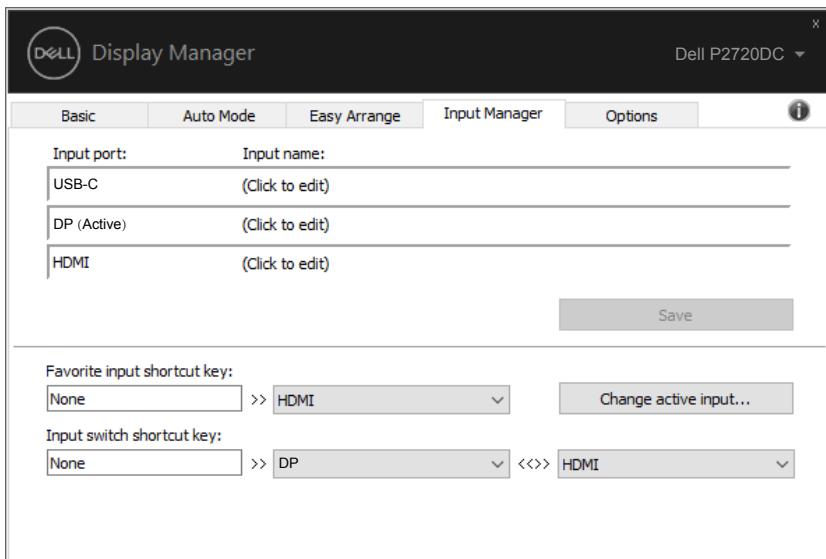 x
DELL Display Manager Dell P2720DC
Basic Auto Mode Easy Arrange Input Manager Options i
Input port: Input name:
USB-C (Click to edit)
DP (Active) (Click to edit)
HDMI (Click to edit)
Save
Favorite input shortcut key:
None >> HDMI Change active input...
Input switch shortcut key:
None >> DP <<>> HDMI